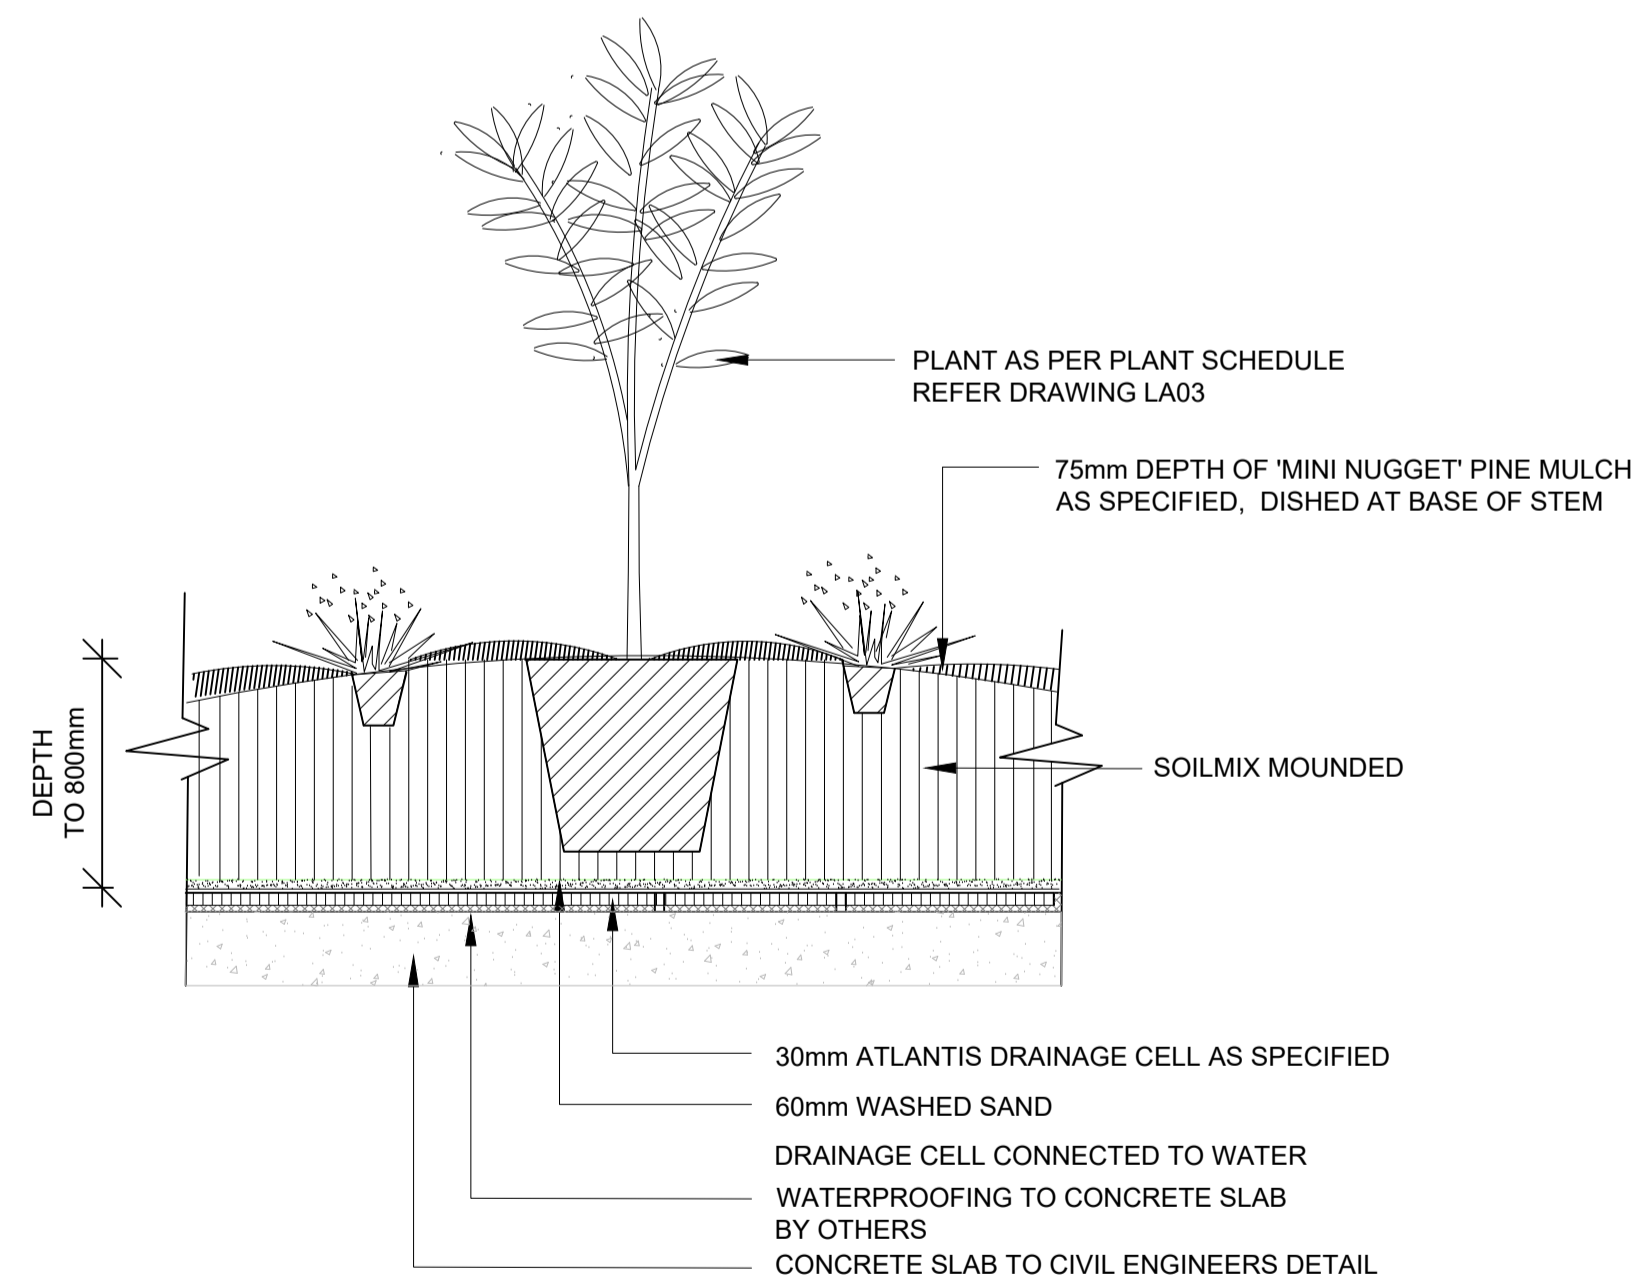 PLANT AS PER PLANT SCHEDULE
REFER DRAWING LA03
75mm DEPTH OF 'MINI NUGGET' PINE MULCH
AS SPECIFIED, DISHED AT BASE OF STEM
DEPTH
TO 800mm
SOILMIX MOUNDED
30mm ATLANTIS DRAINAGE CELL AS SPECIFIED
60mm WASHED SAND
DRAINAGE CELL CONNECTED TO WATER
WATERPROOFING TO CONCRETE SLAB
BY OTHERS
CONCRETE SLAB TO CIVIL ENGINEERS DETAIL